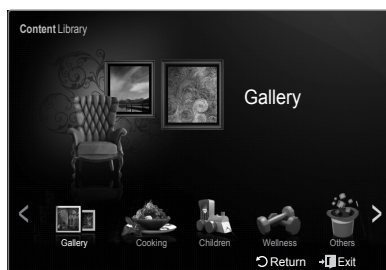 Content Library
Gallery
Gallery Cooking Children Wellness Others
Return Exit